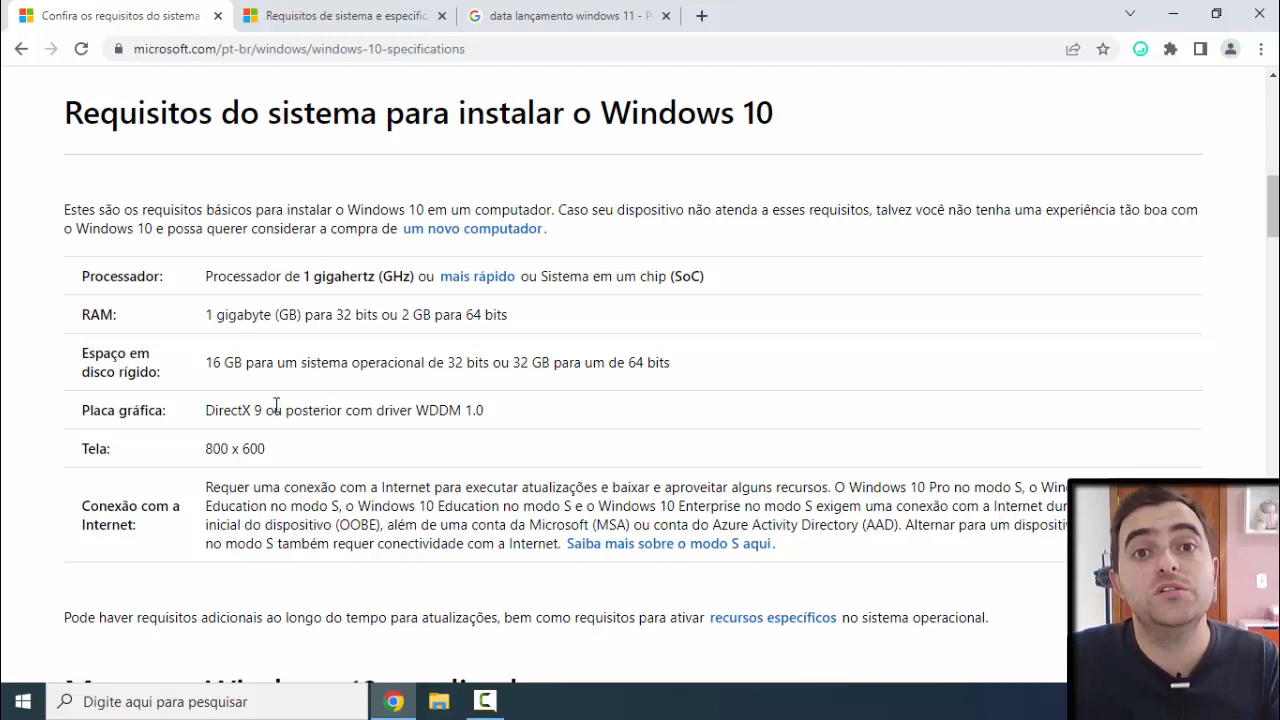 Confira os requisitos do sistema
Requisitos de sistema e especific
data lançamento windows 11 - P
microsoft.com/pt-br/windows/windows-10-specifications
Requisitos do sistema para instalar o Windows 10
Estes são os requisitos básicos para instalar o Windows 10 em um computador. Caso seu dispositivo não atenda a esses requisitos, talvez você não tenha uma experiência tão boa com
o Windows 10 e possa querer considerar a compra de um novo computador.
Processador: Processador de 1 gigahertz (GHz) ou mais rápido ou Sistema em um chip (SoC)
RAM: 1 gigabyte (GB) para 32 bits ou 2 GB para 64 bits
Espaço em
disco rígido: 16 GB para um sistema operacional de 32 bits ou 32 GB para um de 64 bits
Placa gráfica: DirectX 9 ou posterior com driver WDDM 1.0
Tela: 800 x 600
Conexão com a
Internet:
Requer uma conexão com a Internet para executar atualizações e baixar e aproveitar alguns recursos. O Windows 10 Pro no modo S, o Win
Education no modo S, o Windows 10 Education no modo S e o Windows 10 Enterprise no modo S exigem uma conexão com a Internet dur
inicial do dispositivo (OOBE), além de uma conta da Microsoft (MSA) ou conta do Azure Activity Directory (AAD). Alternar para um dispositiv
no modo S também requer conectividade com a Internet. Saiba mais sobre o modo S aqui.
Pode haver requisitos adicionais ao longo do tempo para atualizações, bem como requisitos para ativar recursos específicos no sistema operacional.
Digite aqui para pesquisar